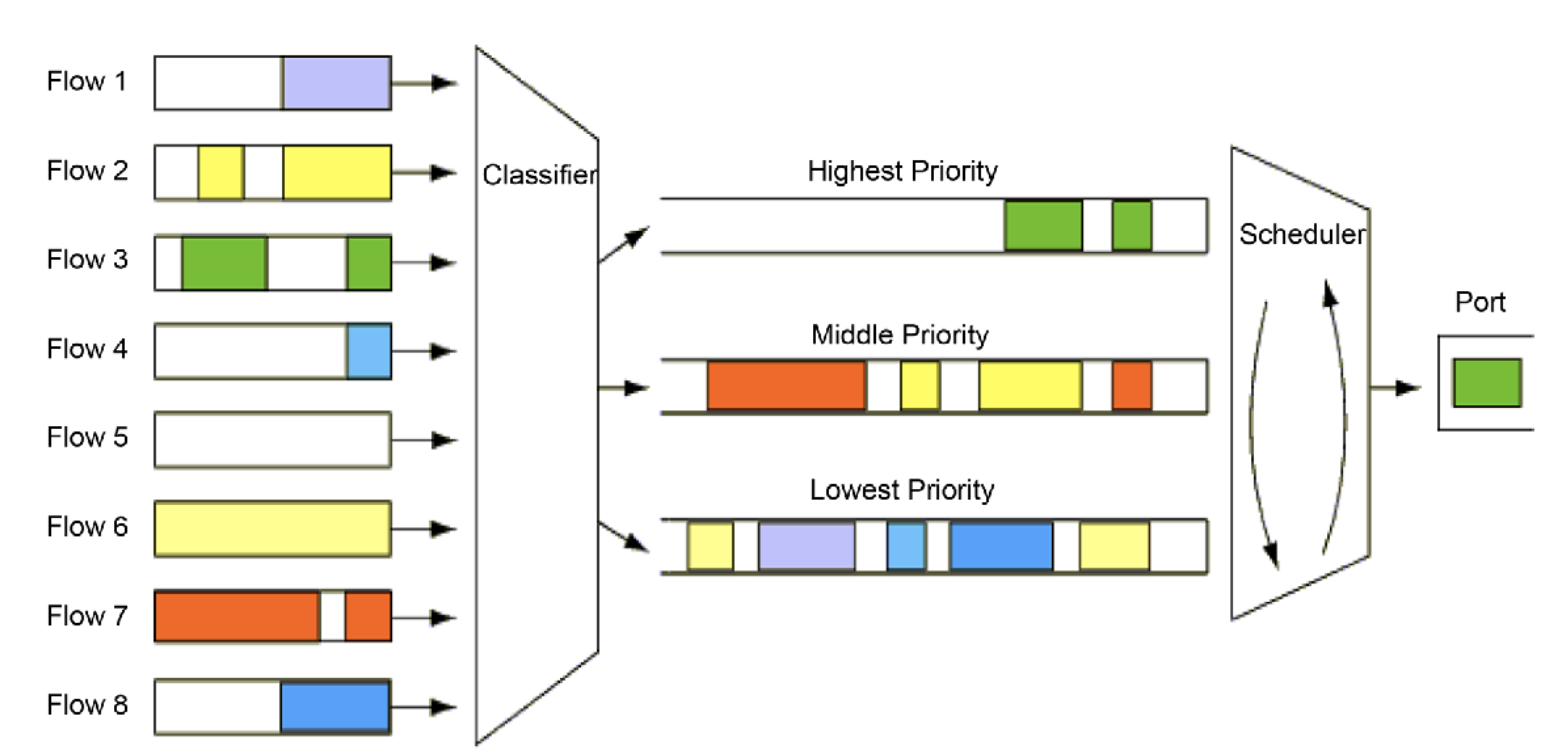 Flow 1
Flow 2
Flow 3
Flow 4
Flow 5
Flow 6
Flow 7
Flow 8
Classifier
Highest Priority
Middle Priority
Lowest Priority
Scheduler
Port